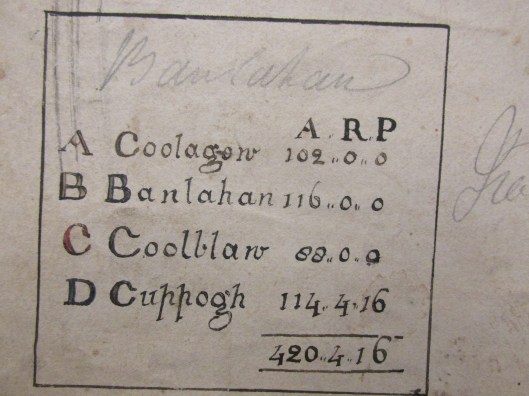 Banlahan
A. R. P
A Coolagow 102..0..0
B Banlahan 116..0..0
C Coolblaw 88..0..0
D Cuppogh 114..4..16
420..4..16